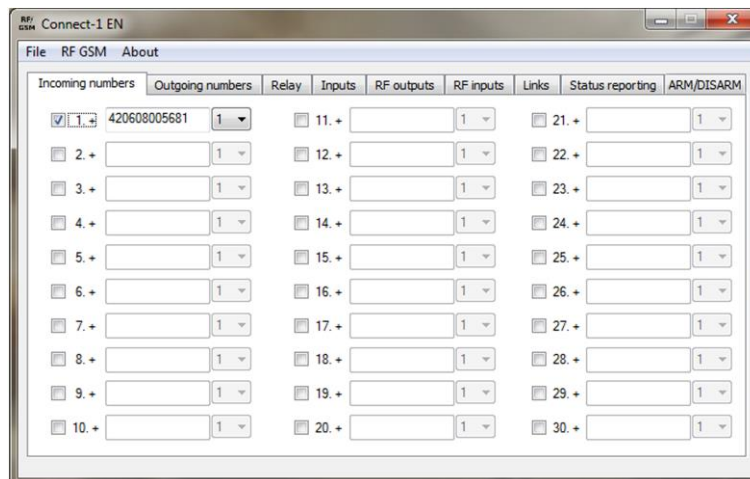 RF/GSM Connect-1 EN
File RF GSM About
Incoming numbers Outgoing numbers Relay Inputs RF outputs RF inputs Links Status reporting ARM/DISARM
1. + 420608005681 1 11. + 1 21. + 1
2. + 1 12. + 1 22. + 1
3. + 1 13. + 1 23. + 1
4. + 1 14. + 1 24. + 1
5. + 1 15. + 1 25. + 1
6. + 1 16. + 1 26. + 1
7. + 1 17. + 1 27. + 1
8. + 1 18. + 1 28. + 1
9. + 1 19. + 1 29. + 1
10. + 1 20. + 1 30. + 1